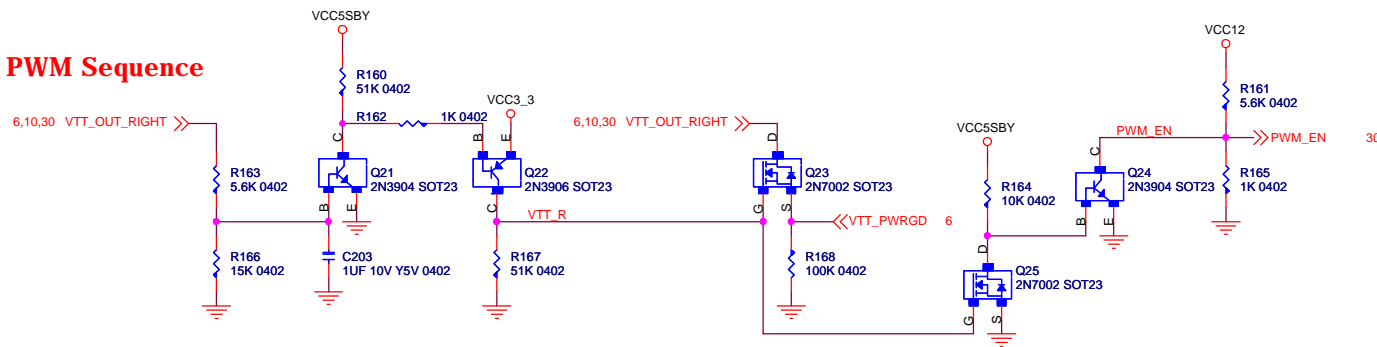 PWM Sequence
VCC5SBY
R160
51K 0402
R162 1K 0402
VCC3_3
6,10,30 VTT_OUT_RIGHT
C
B
E
Q21
2N3904 SOT23
B
E
R163
5.6K 0402
R166
15K 0402
C203
1UF 10V Y5V 0402
Q22
2N3906 SOT23
C
VTT_R
R167
51K 0402
6,10,30 VTT_OUT_RIGHT
D
Q23
2N7002 SOT23
G
S
VTT_PWRGD 6
R168
100K 0402
VCC5SBY
R164
10K 0402
D
Q25
2N7002 SOT23
G
S
VCC12
R161
5.6K 0402
PWM_EN
PWM_EN 30
C
Q24
2N3904 SOT23
B
E
R165
1K 0402